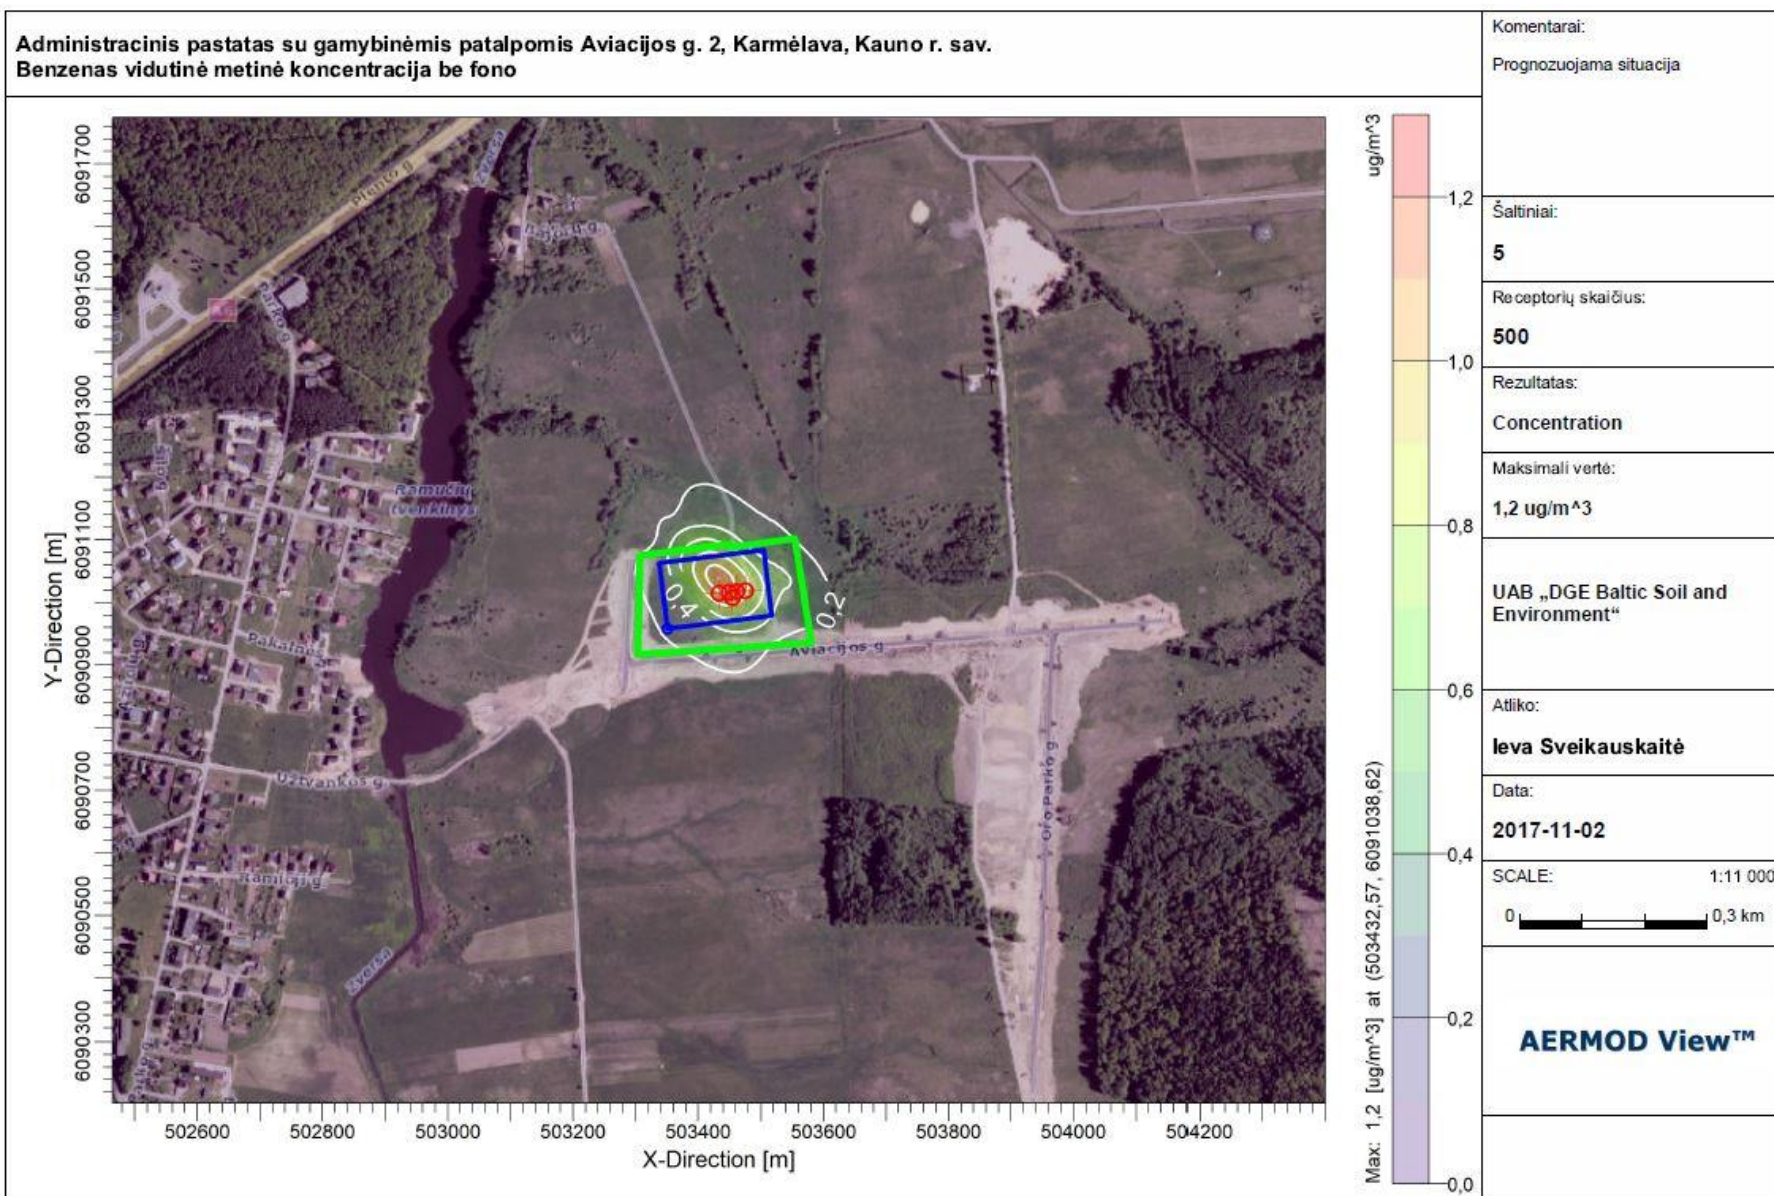 Administracinis pastatas su gamybinėmis patalpomis Aviacijos g. 2, Karmėlava, Kauno r. sav.
Benzenas vidutinė metinė koncentracija be fono
Komentarai:
Prognozuojama situacija
Šaltiniai:
5
Receptorių skaičius:
500
Rezultatas:
Concentration
Maksimali vertė:
1,2 ug/m^3
UAB „DGE Baltic Soil and
Environment“
Atliko:
Ieva Sveikauskaitė
Data:
2017-11-02
SCALE: 1:11 000
0 0,3 km
AERMOD View™
Y-Direction [m]
6091700
6091500
6091300
6091100
6090900
6090700
6090500
6090300
502600 502800 503000 503200 503400 503600 503800 504000 504200
X-Direction [m]
Plento g.
Žversa
Parko g.
Ramučių
tvenkinys
Pakalnės
Užtvankos g.
Ramioji g.
Žversa
Aviacijos g
Oro Parko g
0,4
0,2
ug/m^3
1,2
1,0
0,8
0,6
0,4
0,2
0,0
Max: 1,2 [ug/m^3] at (503432,57, 6091038,62)